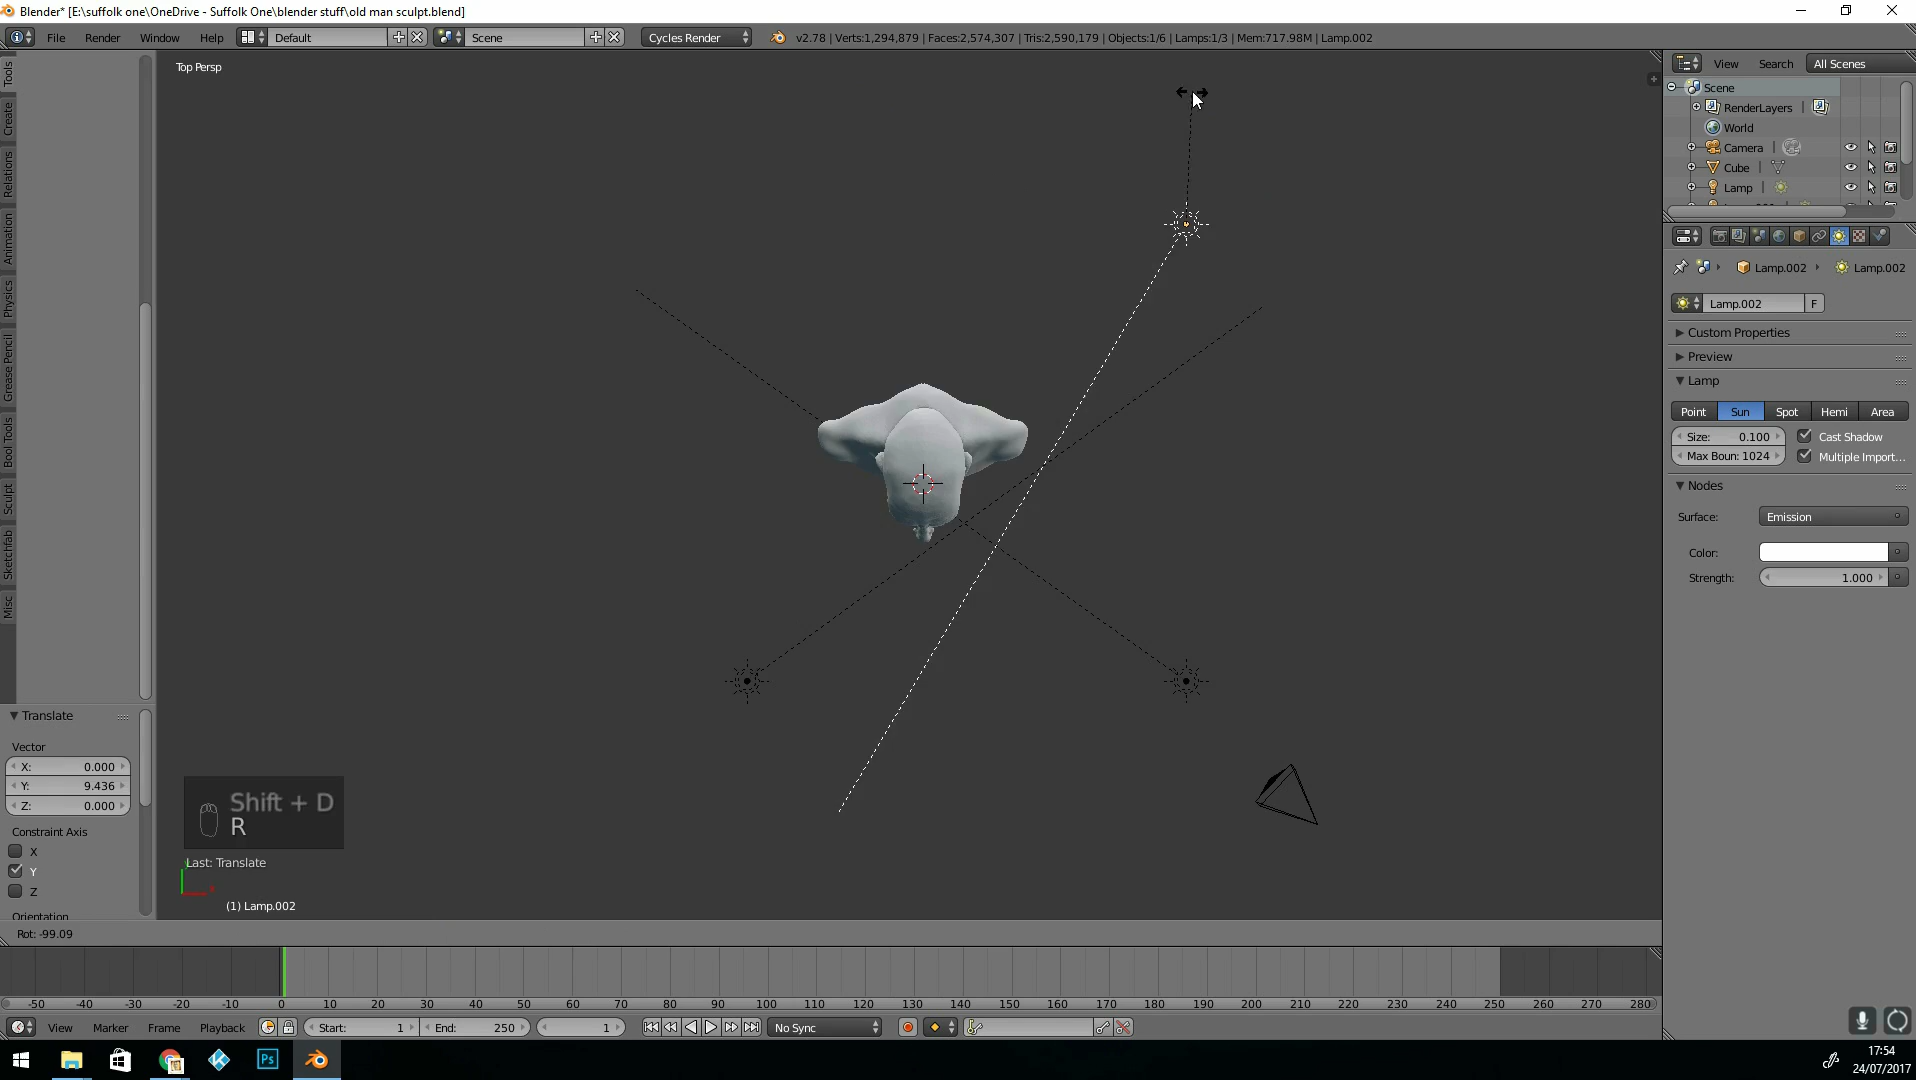 Blender* [E:\suffolk one\OneDrive - Suffolk One\blender stuff\old man sculpt.blend]
File Render Window Help Default Scene Cycles Render v2.78 | Verts:1,294,879 | Faces:2,574,307 | Tris:2,590,179 | Objects:1/6 | Lamps:1/3 | Mem:717.98M | Lamp.002
Top Persp
Tools
Create
Relations
Animation
Physics
Grease Pencil
Bool Tools
Sculpt
Sketchfab
Misc
Translate
Vector
X: 0.000
Y: 9.436
Z: 0.000
Constraint Axis
X
Y
Z
Orientation
Shift + D
R
Last: Translate
(1) Lamp.002
Rot: -99.09
View Search All Scenes
Scene
RenderLayers
World
Camera
Cube
Lamp
Lamp.002 Lamp.002
Lamp.002 F
Custom Properties
Preview
Lamp
Point Sun Spot Hemi Area
Size: 0.100 Cast Shadow
Max Boun: 1024 Multiple Import...
Nodes
Surface: Emission
Color:
Strength: 1.000
-50 -40 -30 -20 -10 0 10 20 30 40 50 60 70 80 90 100 110 120 130 140 150 160 170 180 190 200 210 220 230 240 250 260 270 280
View Marker Frame Playback Start: 1 End: 250 1 No Sync
Ps
17:54
24/07/2017